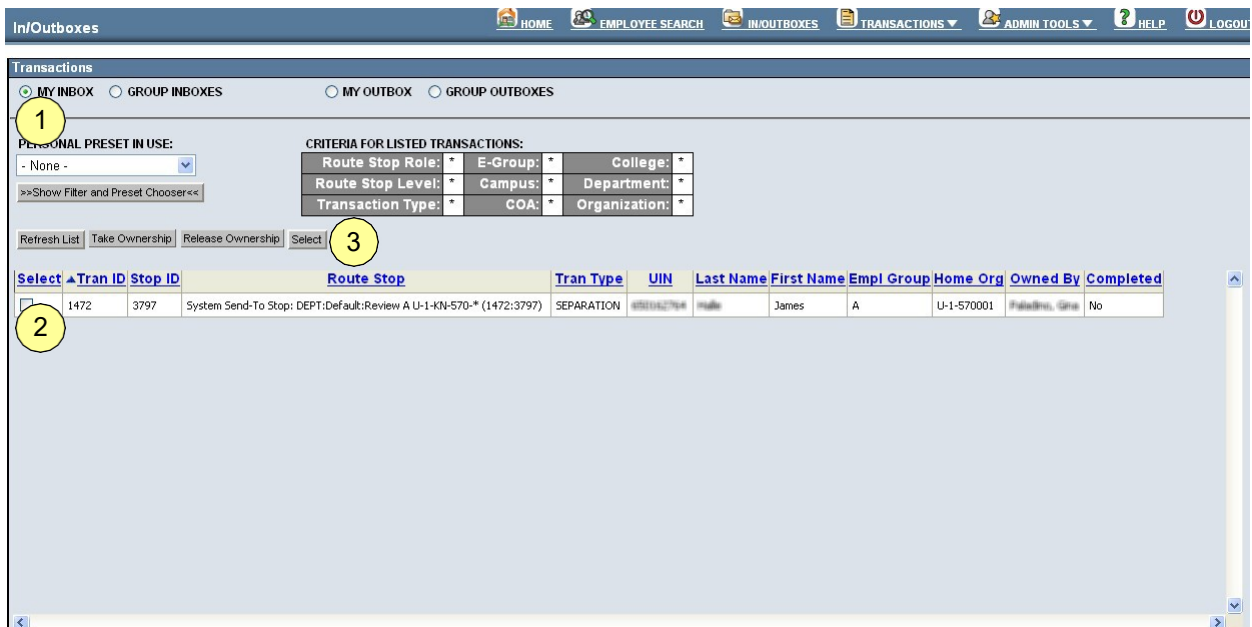 In/Outboxes HOME EMPLOYEE SEARCH IN/OUTBOXES TRANSACTIONS ▼ ADMIN TOOLS ▼ HELP LOGOUT
Transactions
MY INBOX GROUP INBOXES MY OUTBOX GROUP OUTBOXES
1
PERSONAL PRESET IN USE: CRITERIA FOR LISTED TRANSACTIONS:
- None - Route Stop Role: * E-Group: * College: *
>>Show Filter and Preset Chooser<< Route Stop Level: * Campus: * Department: *
Transaction Type: * COA: * Organization: *
Refresh List Take Ownership Release Ownership Select 3
Select ▲Tran ID Stop ID Route Stop Tran Type UIN Last Name First Name Empl Group Home Org Owned By Completed
1472 3797 System Send-To Stop: DEPT:Default:Review A U-1-KN-570-* (1472:3797) SEPARATION James A U-1-570001 No
2